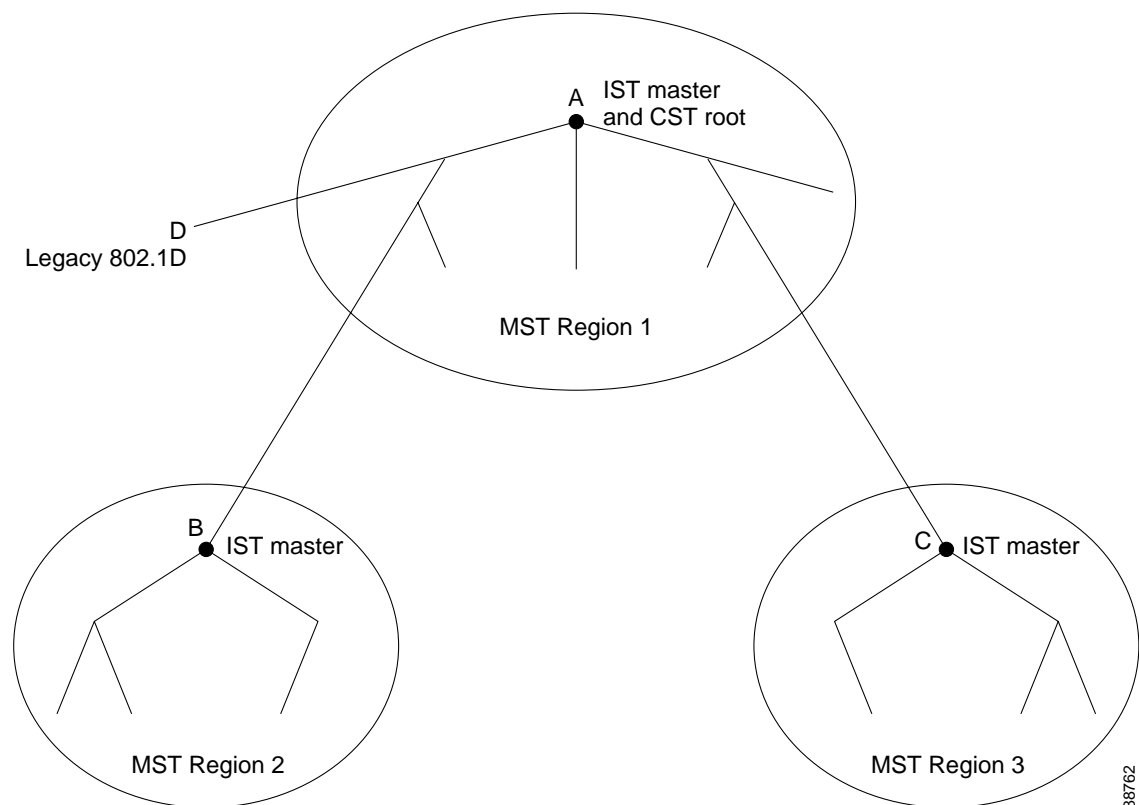 A
IST master
and CST root
D
Legacy 802.1D
MST Region 1
B
IST master
C
IST master
MST Region 2
MST Region 3
88762